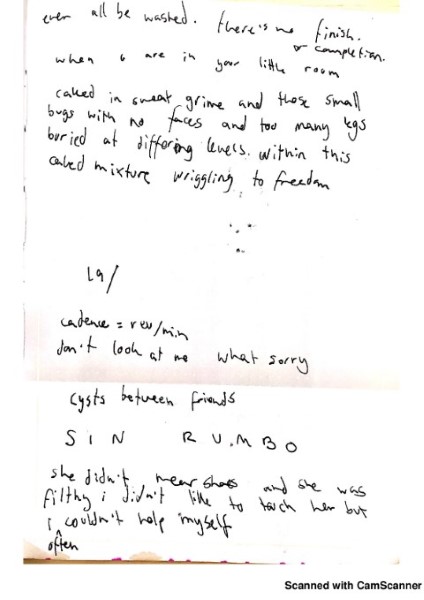 ever all be washed. there's no finish.
or completion.
when u are in your little room
caked in sweat grime and those small
bugs with no faces and too many legs
buried at differing levels. Within this
caked mixture wriggling to freedom
19/
cadence = rev/min
don't look at me what sorry
cysts between friends
SIN RUMBO
she didn't wear shoes and she was
filthy i didn't like to touch her but
i couldn't help myself
often
Scanned with CamScanner